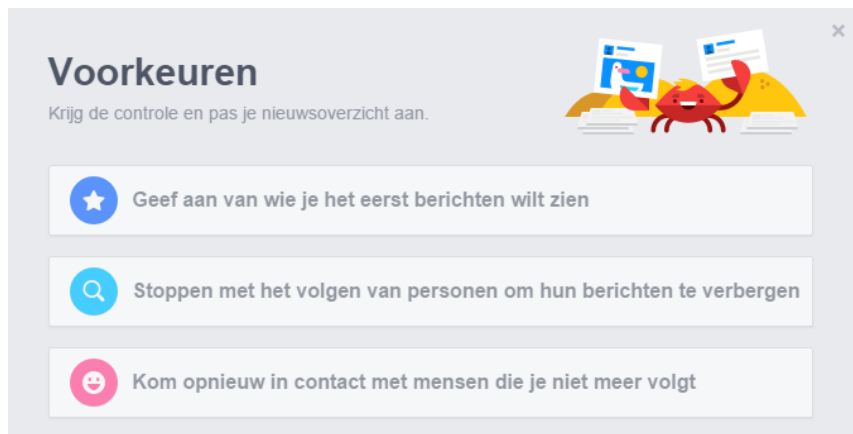 Voorkeuren
Krijg de controle en pas je nieuwsoverzicht aan.
Geef aan van wie je het eerst berichten wilt zien
Stoppen met het volgen van personen om hun berichten te verbergen
Kom opnieuw in contact met mensen die je niet meer volgt